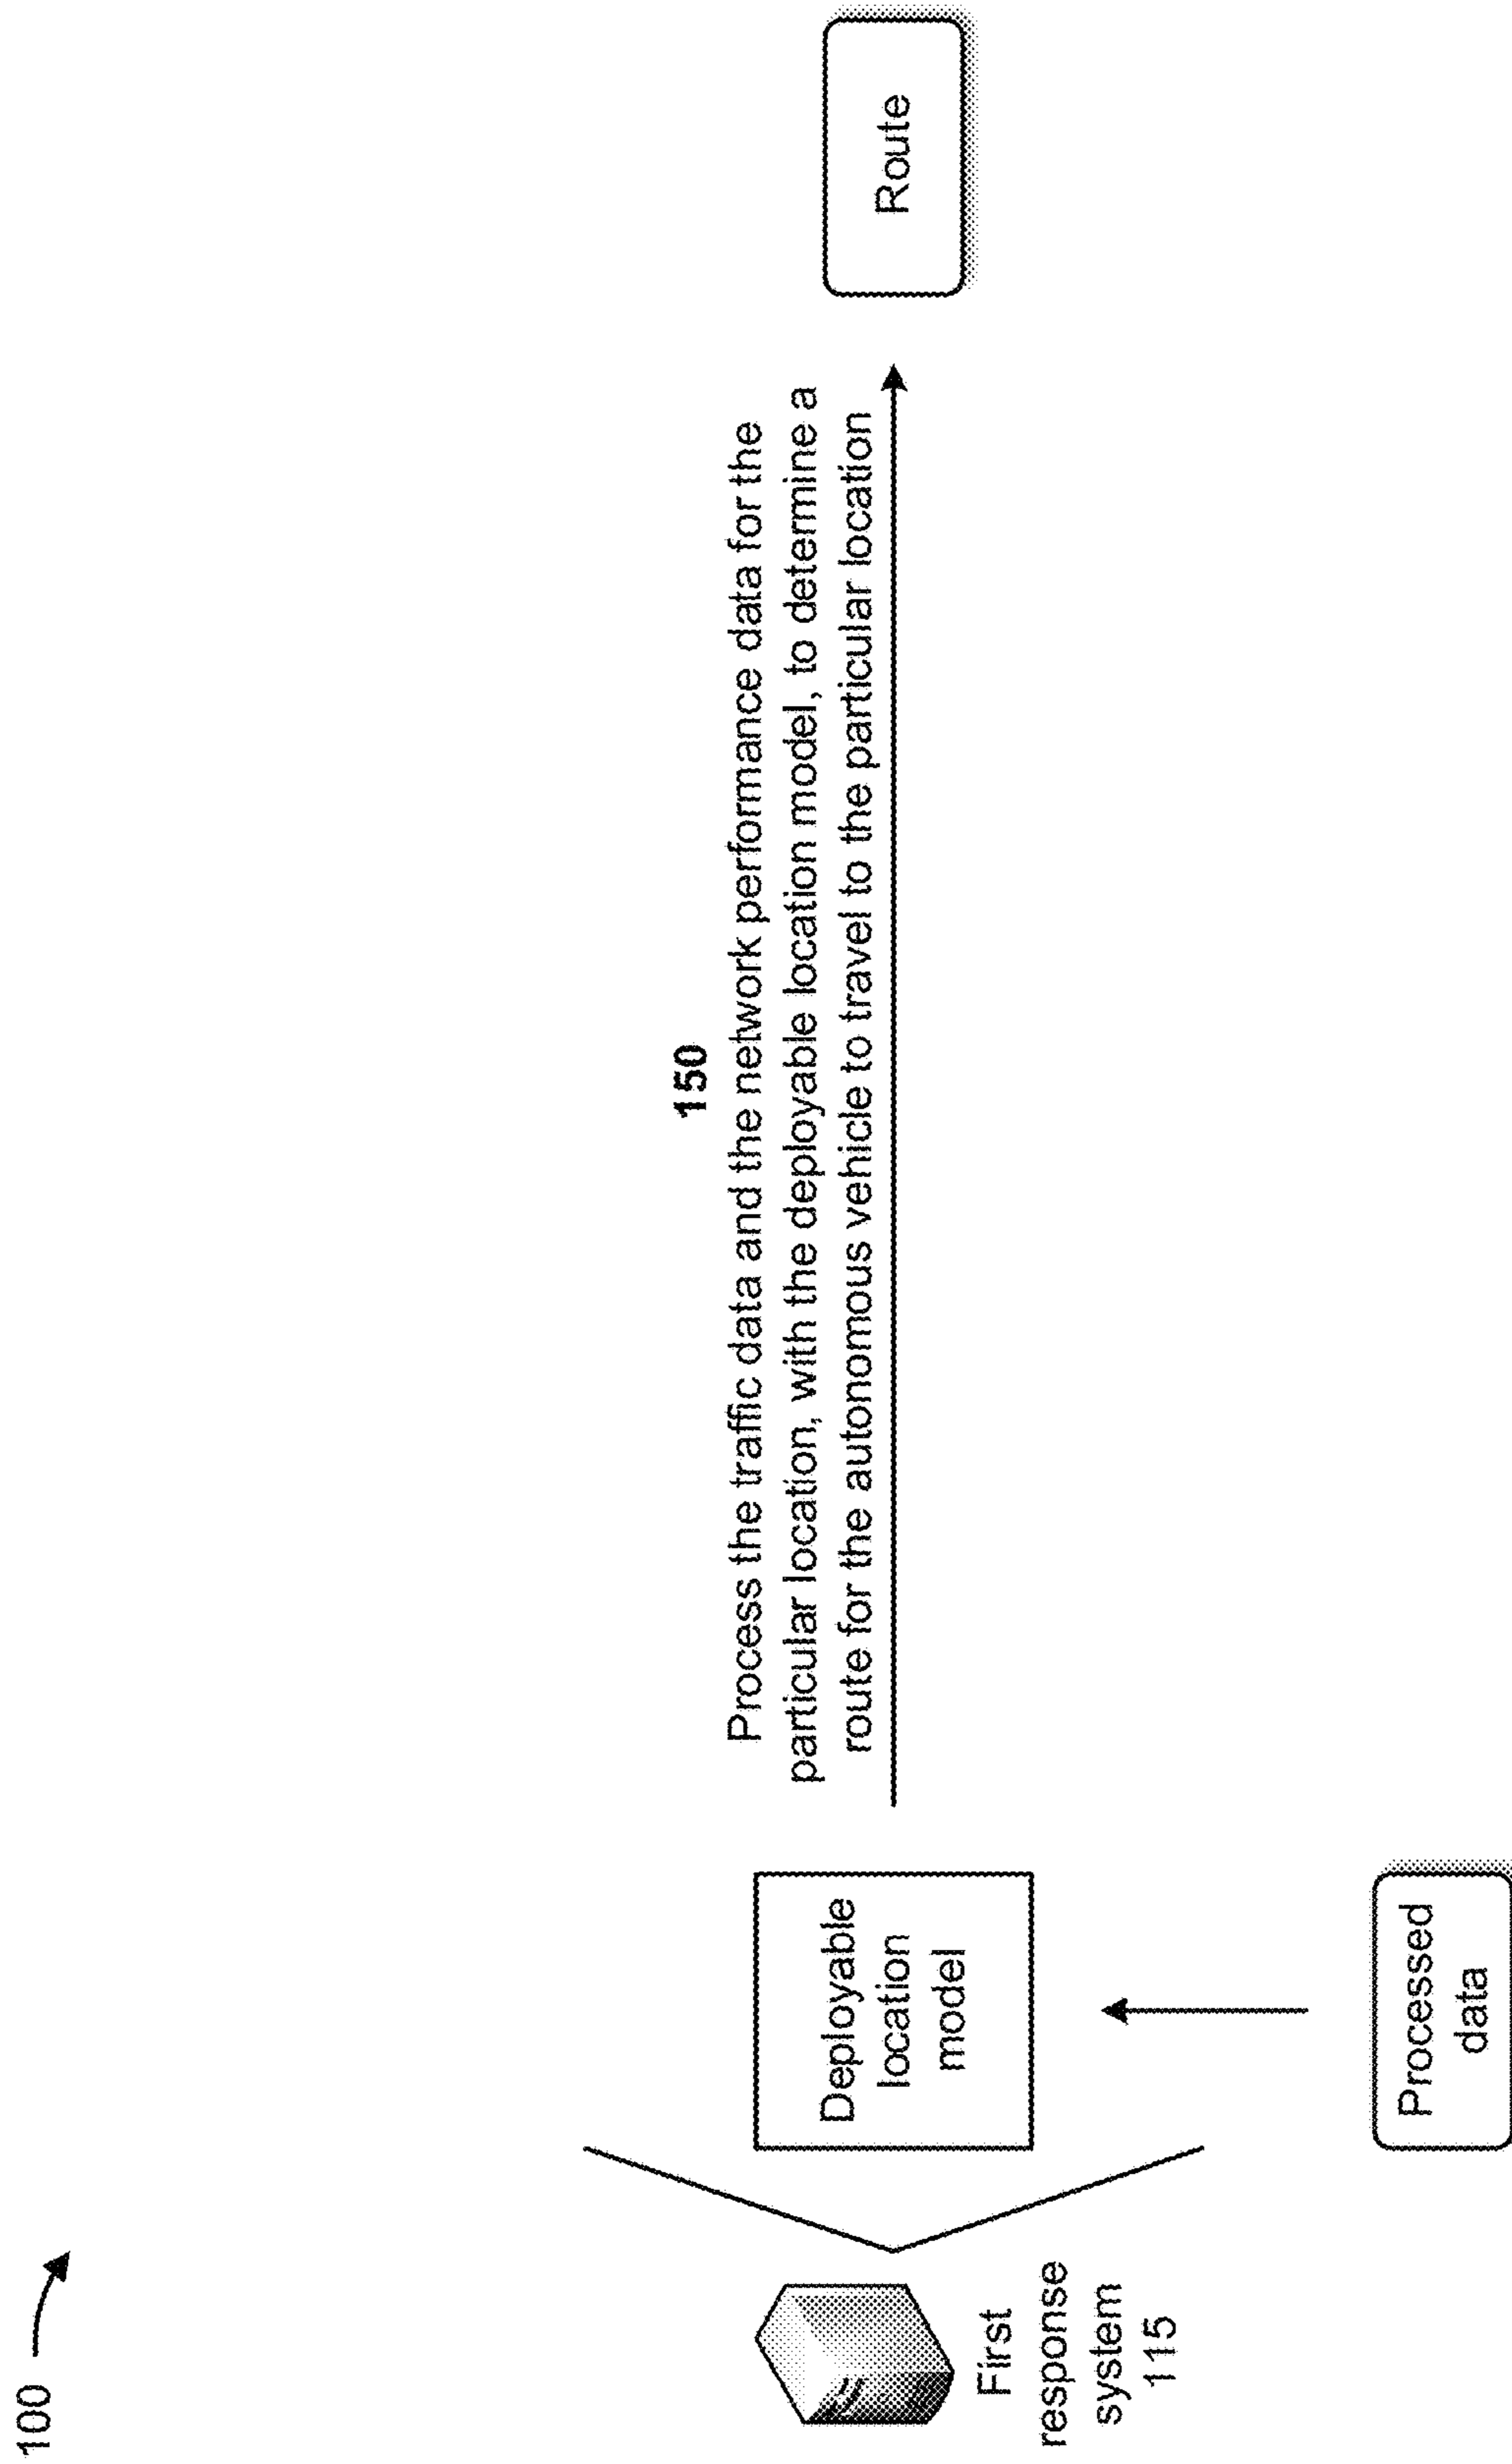 100
150
Process the traffic data and the network performance data for the
particular location, with the deployable location model, to determine a
route for the autonomous vehicle to travel to the particular location
First
response
system
115
Deployable
location
model
Route
Processed
data